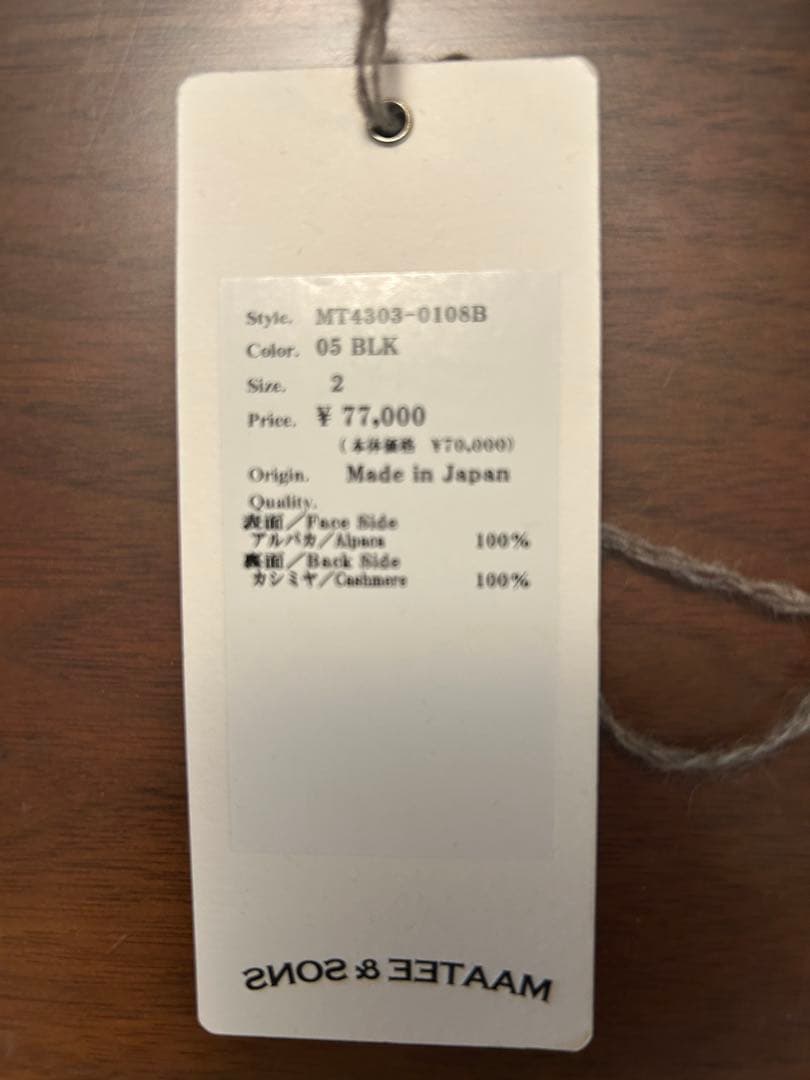 Style. MT4303-0108B
Color. 05 BLK
Size. 2
Price. ¥ 77,000
(本体価格 ¥70,000)
Origin. Made in Japan
Quality.
表面/Face Side
アルパカ/Alpaca 100%
裏面/Back Side
カシミヤ/Cashmere 100%
MAATEE & SONS